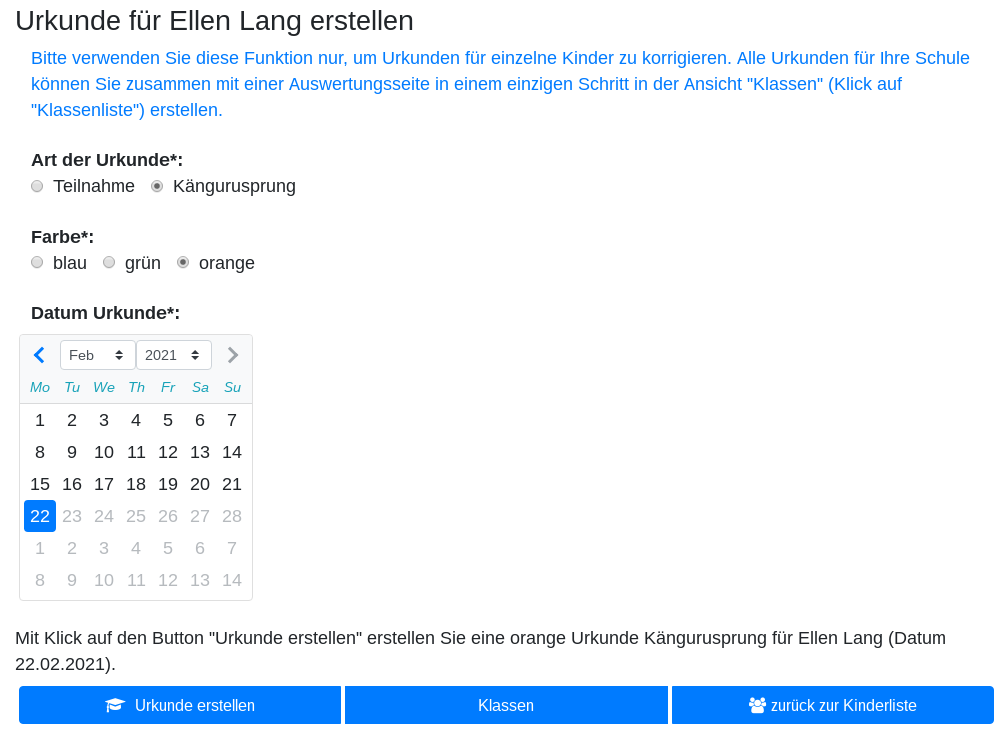 Urkunde für Ellen Lang erstellen
Bitte verwenden Sie diese Funktion nur, um Urkunden für einzelne Kinder zu korrigieren. Alle Urkunden für Ihre Schule
können Sie zusammen mit einer Auswertungsseite in einem einzigen Schritt in der Ansicht "Klassen" (Klick auf
"Klassenliste") erstellen.
Art der Urkunde*:
Teilnahme Kängurusprung
Farbe*:
blau grün orange
Datum Urkunde*:
Feb 2021
Mo Tu We Th Fr Sa Su
1 2 3 4 5 6 7
8 9 10 11 12 13 14
15 16 17 18 19 20 21
22 23 24 25 26 27 28
1 2 3 4 5 6 7
8 9 10 11 12 13 14
Mit Klick auf den Button "Urkunde erstellen" erstellen Sie eine orange Urkunde Kängurusprung für Ellen Lang (Datum
22.02.2021).
Urkunde erstellen Klassen zurück zur Kinderliste